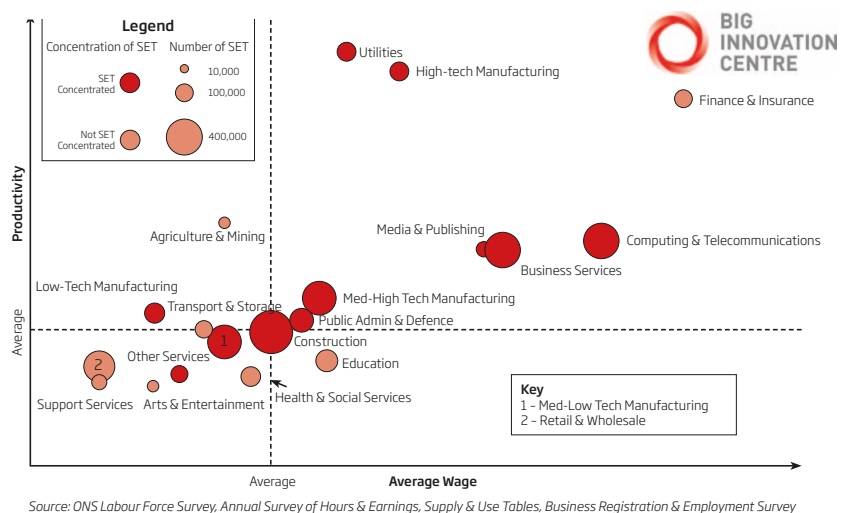 Legend
Concentration of SET
Number of SET
SET
Concentrated
10,000
100,000
Not SET
Concentrated
400,000
BIG
INNOVATION
CENTRE
Utilities
High-tech Manufacturing
Finance & Insurance
Productivity
Agriculture & Mining
Media & Publishing
Computing & Telecommunications
Business Services
Low-Tech Manufacturing
Transport & Storage
Med-High Tech Manufacturing
Public Admin & Defence
Average
1
Construction
Other Services
2
Education
Support Services
Arts & Entertainment
Health & Social Services
Key
1 – Med-Low Tech Manufacturing
2 – Retail & Wholesale
Average
Average Wage
Source: ONS Labour Force Survey, Annual Survey of Hours & Earnings, Supply & Use Tables, Business Registration & Employment Survey